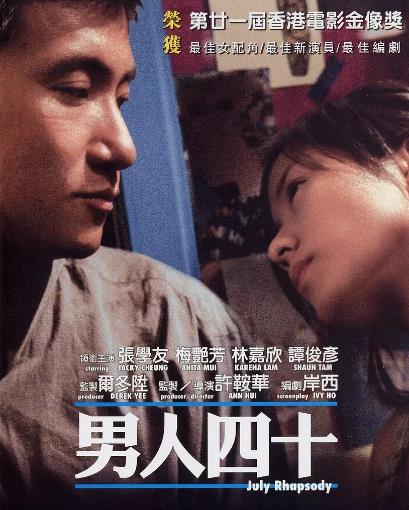 榮獲 第廿一屆香港電影金像獎
最佳女配角/最佳新演員/最佳編劇
領銜主演 張學友 梅艷芳 林嘉欣 譚俊彥
starring JACKY CHEUNG ANITA MUI KARENA LAM SHAUN TAM
監製 爾冬陞 監製/導演 許鞍華 編劇 岸西
producer DEREK YEE producer/director ANN HUI screenplay IVY HO
男人四十
July Rhapsody